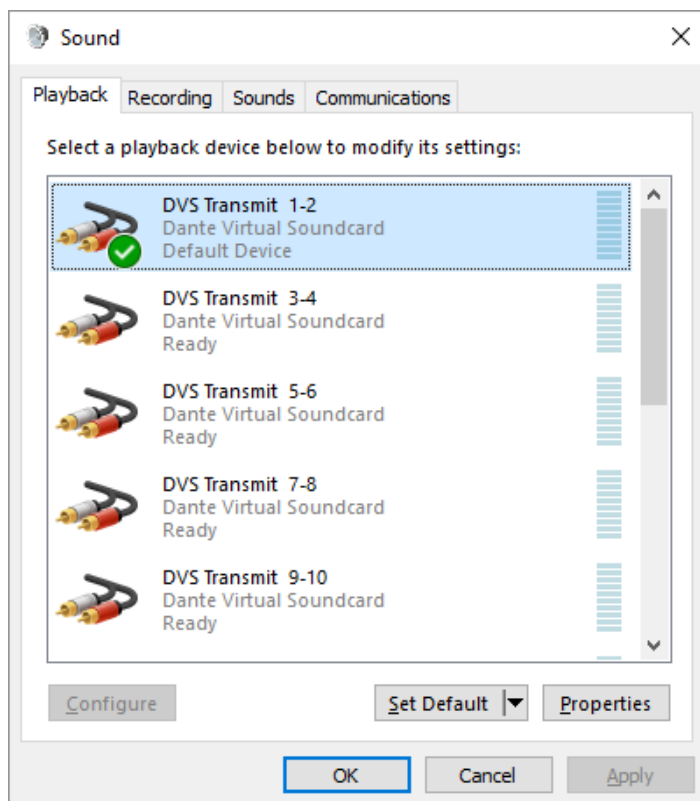 Sound
Playback Recording Sounds Communications
Select a playback device below to modify its settings:
DVS Transmit 1-2
Dante Virtual Soundcard
Default Device
DVS Transmit 3-4
Dante Virtual Soundcard
Ready
DVS Transmit 5-6
Dante Virtual Soundcard
Ready
DVS Transmit 7-8
Dante Virtual Soundcard
Ready
DVS Transmit 9-10
Dante Virtual Soundcard
Ready
Configure Set Default Properties
OK Cancel Apply